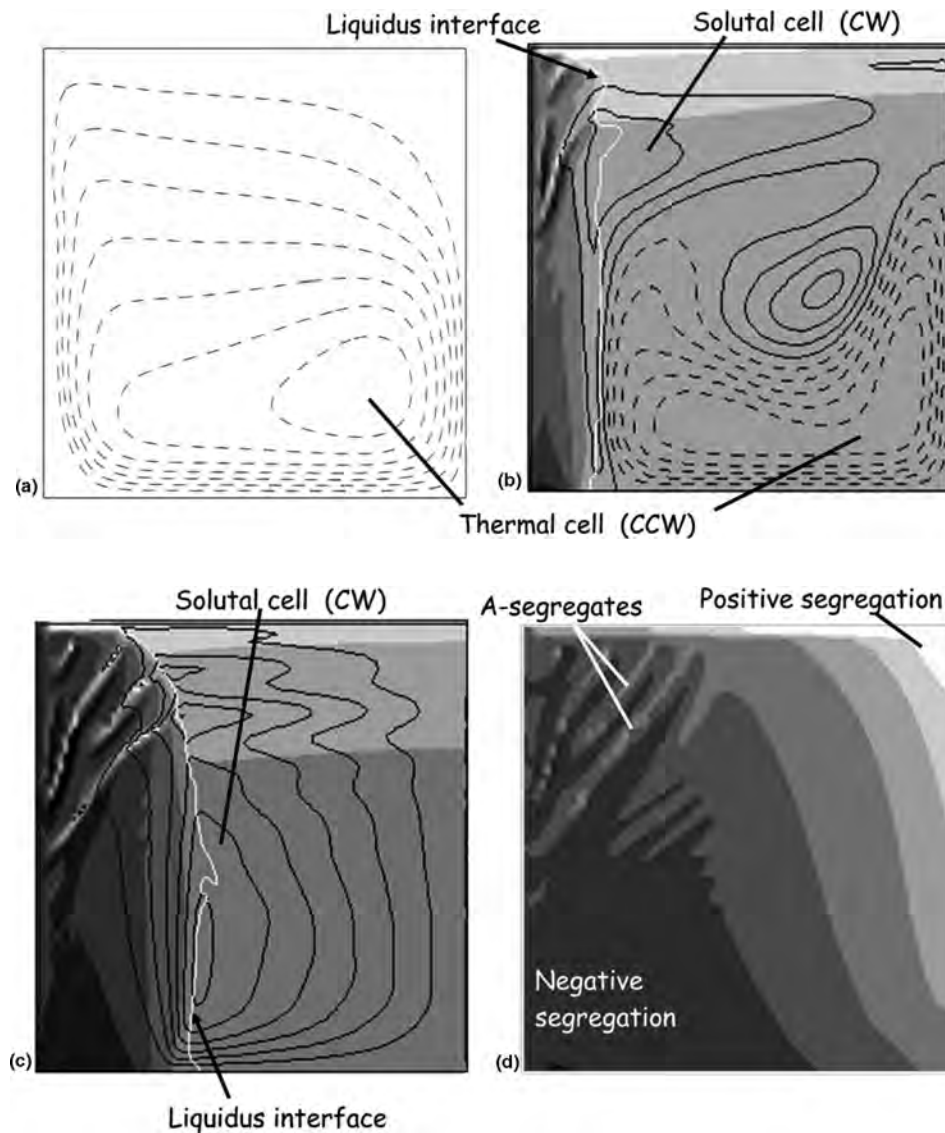 Liquidus interface
Solutal cell (CW)
(a)
(b)
Thermal cell (CCW)
Solutal cell (CW)
A-segregates
Positive segregation
Negative
segregation
(c)
(d)
Liquidus interface